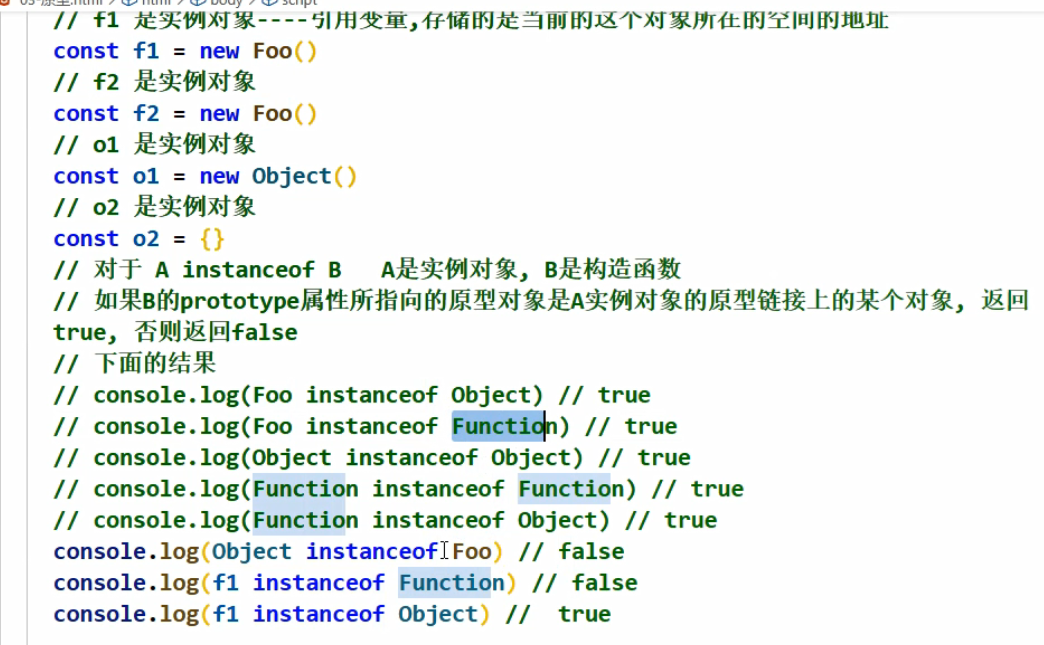 03-原型.html > html > body > script
// f1 是实例对象----引用变量,存储的是当前的这个对象所在的空间的地址
const f1 = new Foo()
// f2 是实例对象
const f2 = new Foo()
// o1 是实例对象
const o1 = new Object()
// o2 是实例对象
const o2 = {}
// 对于 A instanceof B   A是实例对象, B是构造函数
// 如果B的prototype属性所指向的原型对象是A实例对象的原型链接上的某个对象, 返回
true, 否则返回false
// 下面的结果
// console.log(Foo instanceof Object) // true
// console.log(Foo instanceof Function) // true
// console.log(Object instanceof Object) // true
// console.log(Function instanceof Function) // true
// console.log(Function instanceof Object) // true
console.log(Object instanceof Foo) // false
console.log(f1 instanceof Function) // false
console.log(f1 instanceof Object) //  true